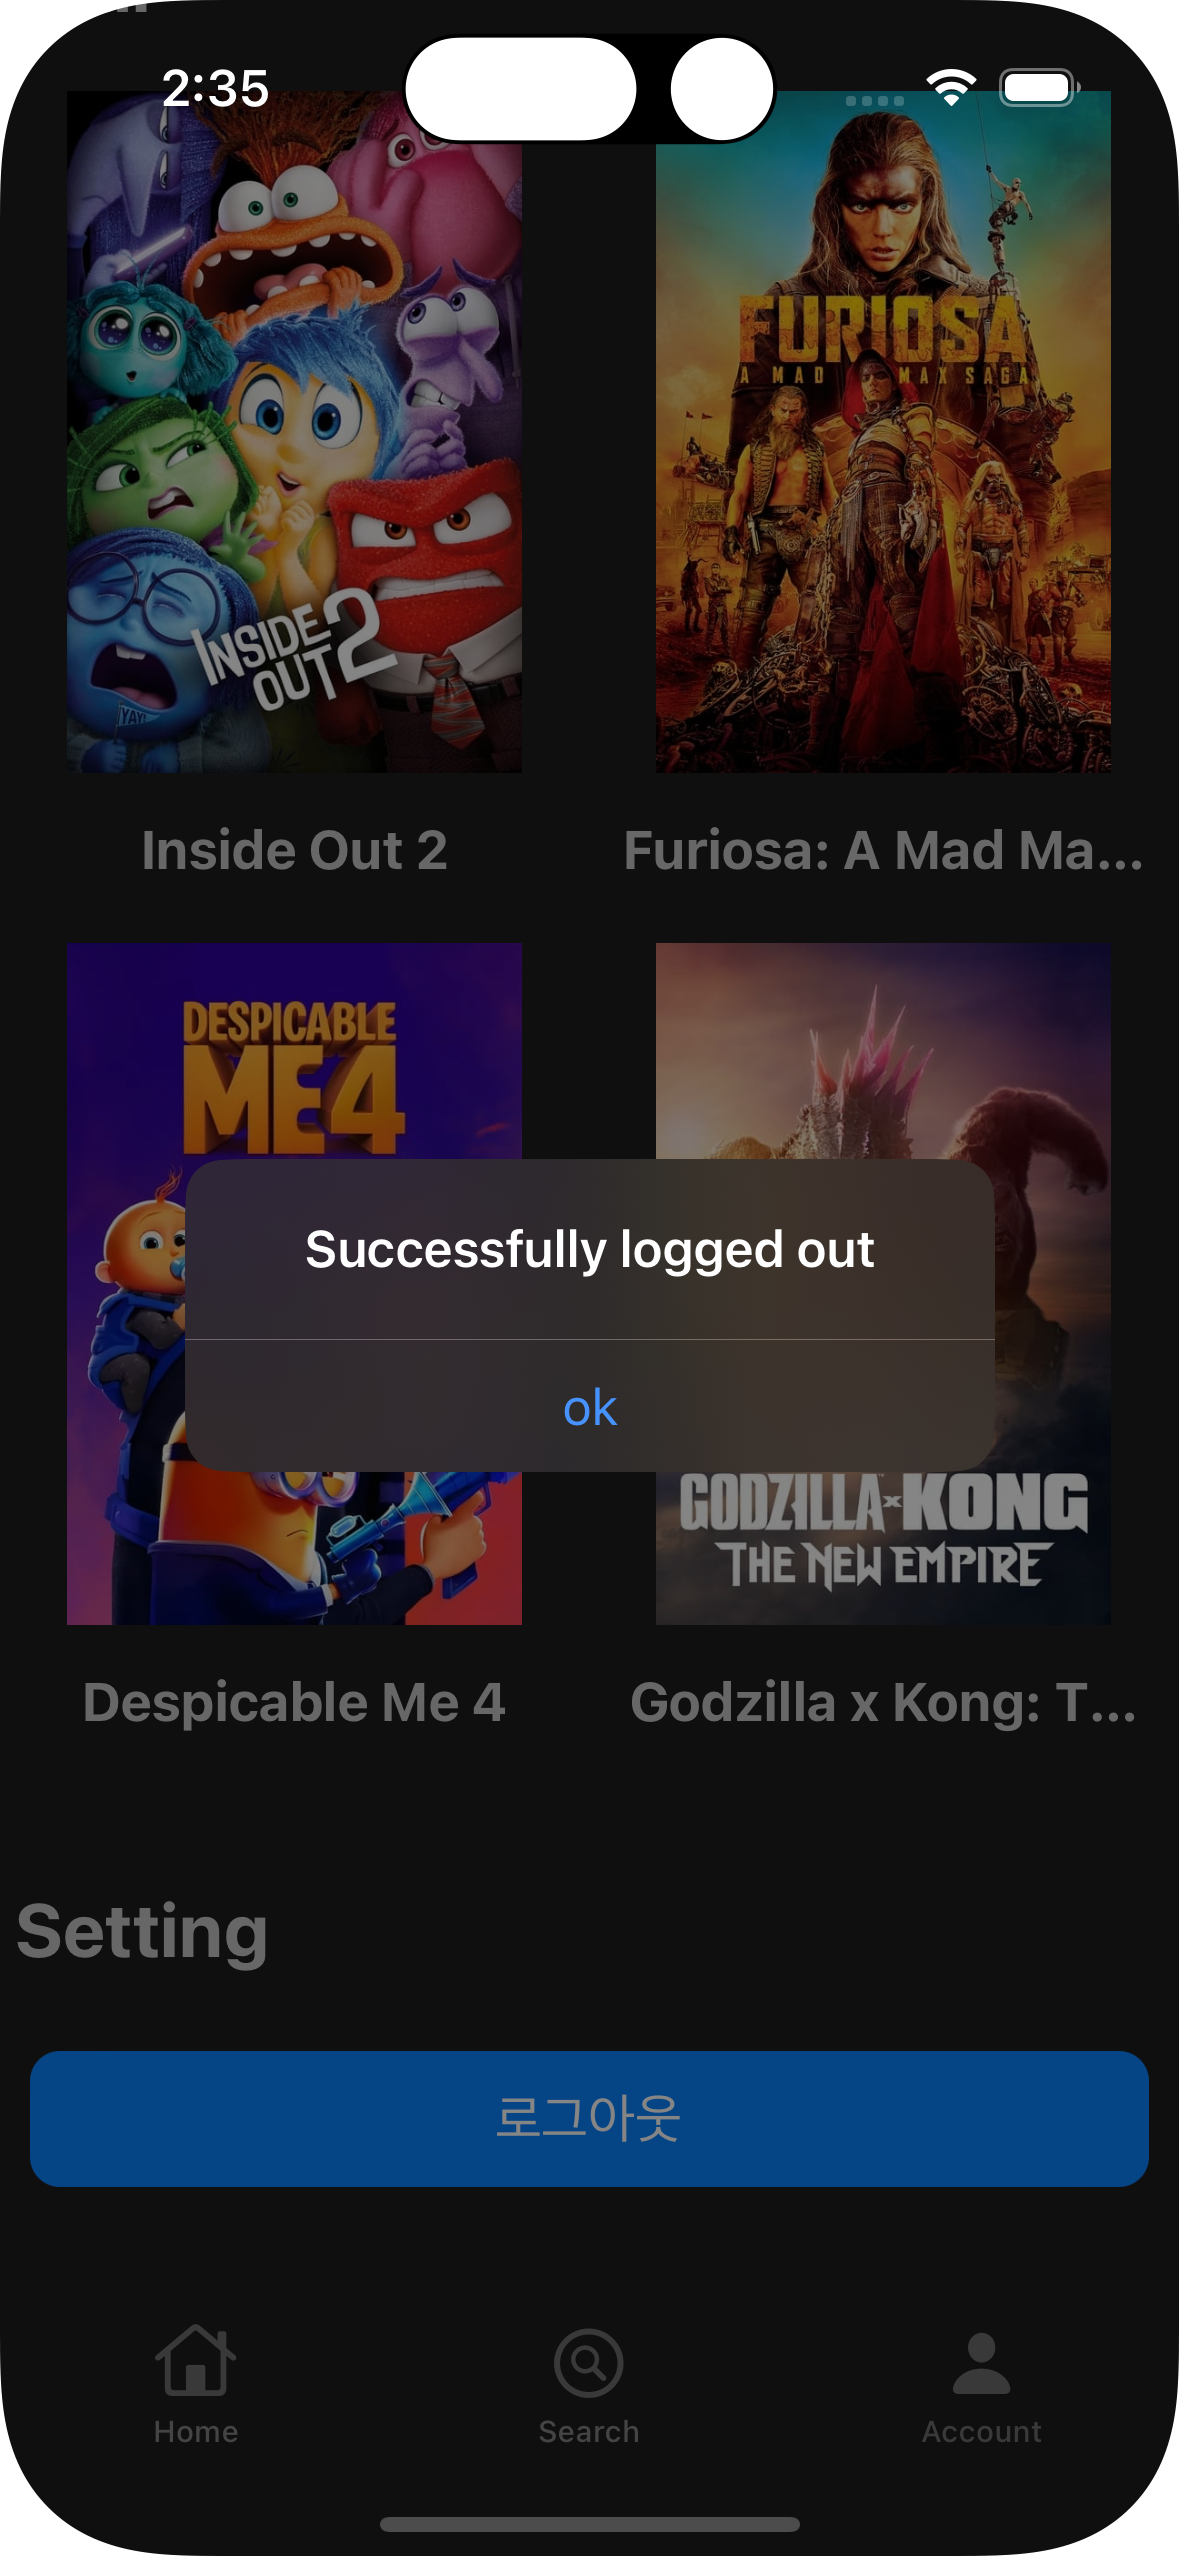 2:35
INSIDE
OUT 2
YAY!
FURIOSA
A MAD MAX SAGA
Inside Out 2
Furiosa: A Mad Ma...
DESPICABLE
ME 4
Successfully logged out
ok
GODZILLA x KONG
THE NEW EMPIRE
Despicable Me 4
Godzilla x Kong: T...
Setting
로그아웃
Home
Search
Account